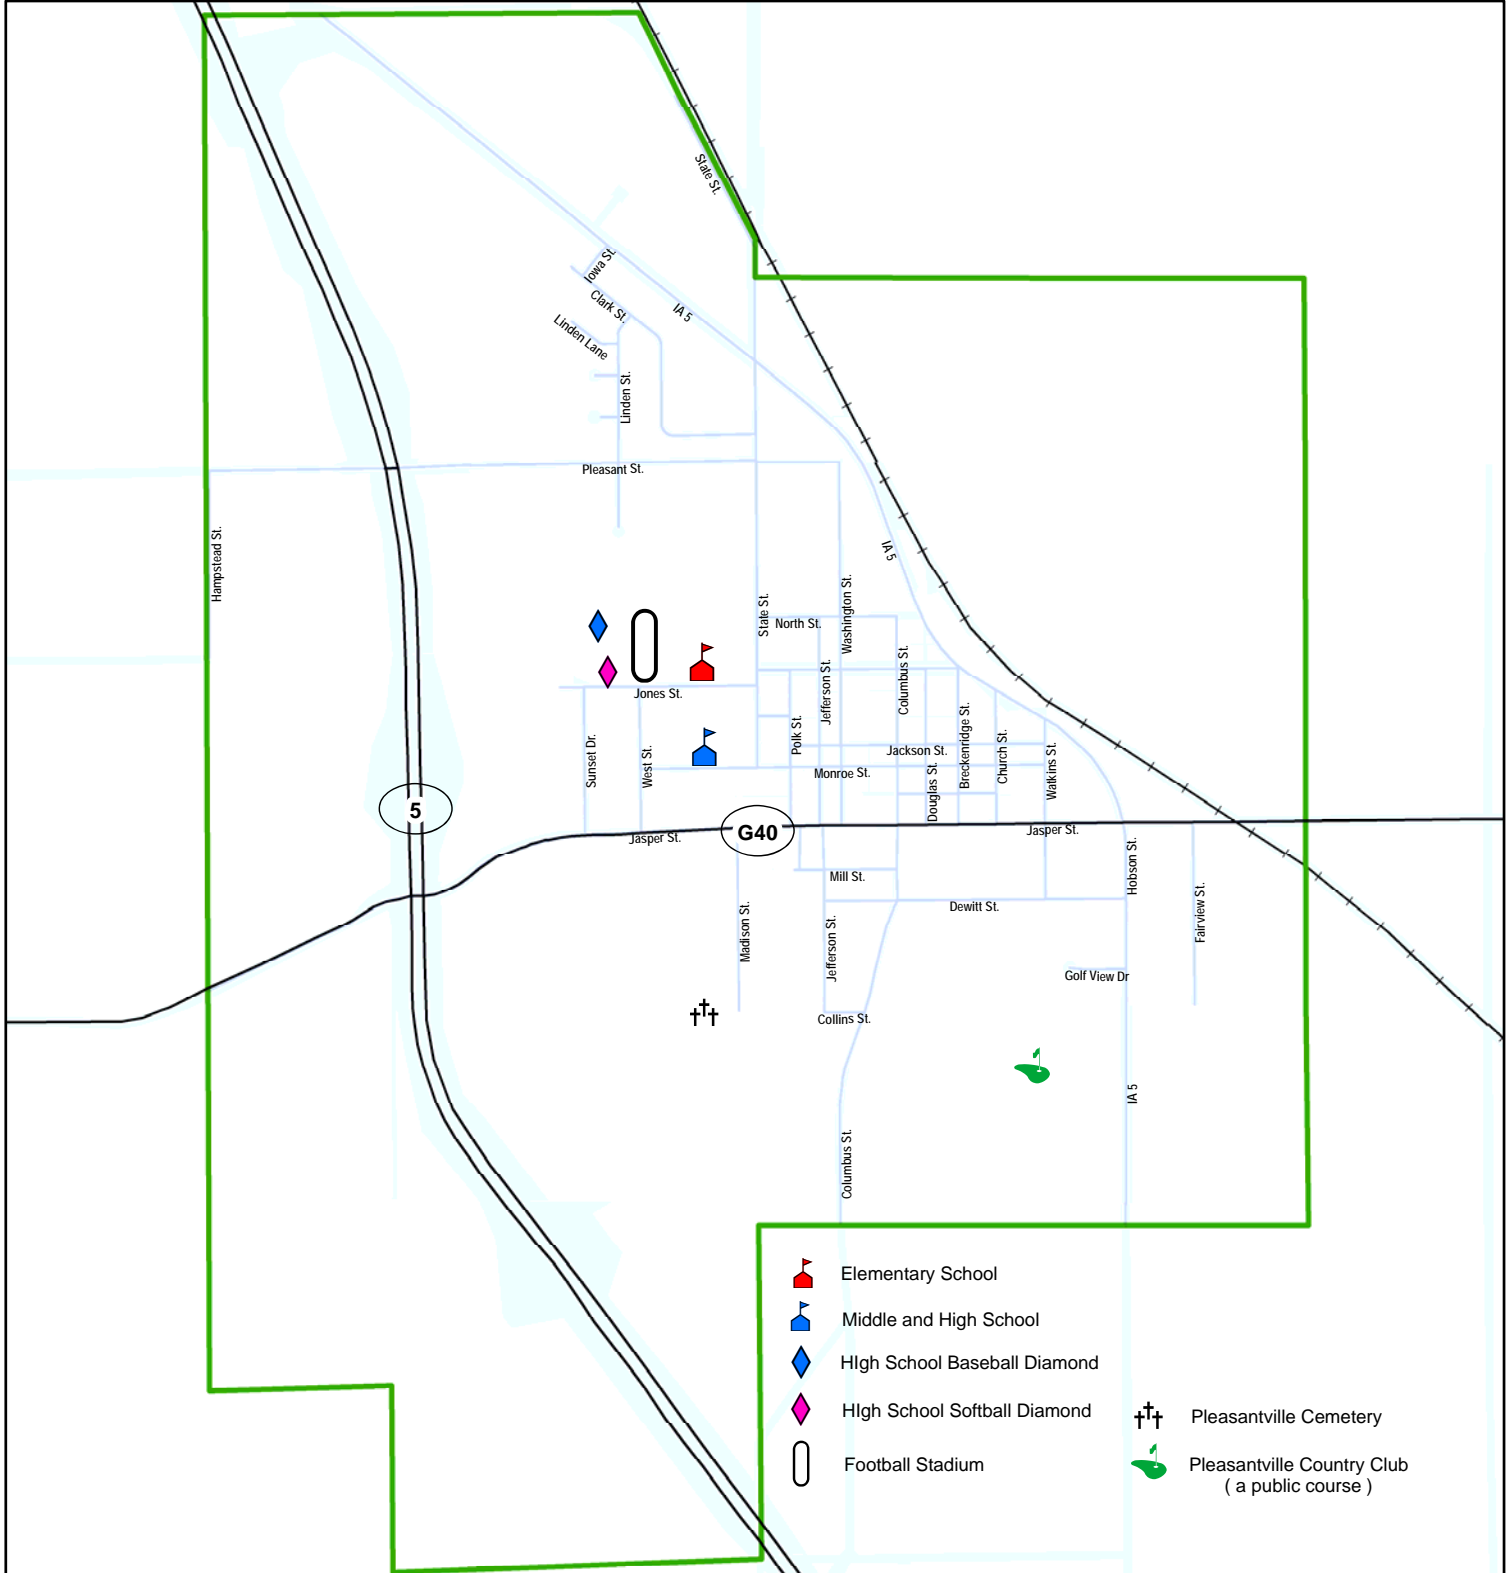 State St.
Iowa St.
Clark St.
IA 5
Linden Lane
Linden St.
Pleasant St.
Hampstead St.
IA 5
State St.
North St.
Washington St.
Jefferson St.
Columbus St.
Jones St.
Polk St.
Sunset Dr.
West St.
Jackson St.
Breckenridge St.
Church St.
Watkins St.
Monroe St.
Douglas St.
5
G40
Jasper St.
Jasper St.
Mill St.
Hobson St.
Dewitt St.
Madison St.
Jefferson St.
Fairview St.
Golf View Dr
Collins St.
IA 5
Columbus St.
Elementary School
Middle and High School
HIgh School Baseball Diamond
HIgh School Softball Diamond
Football Stadium
Pleasantville Cemetery
Pleasantville Country Club
( a public course )